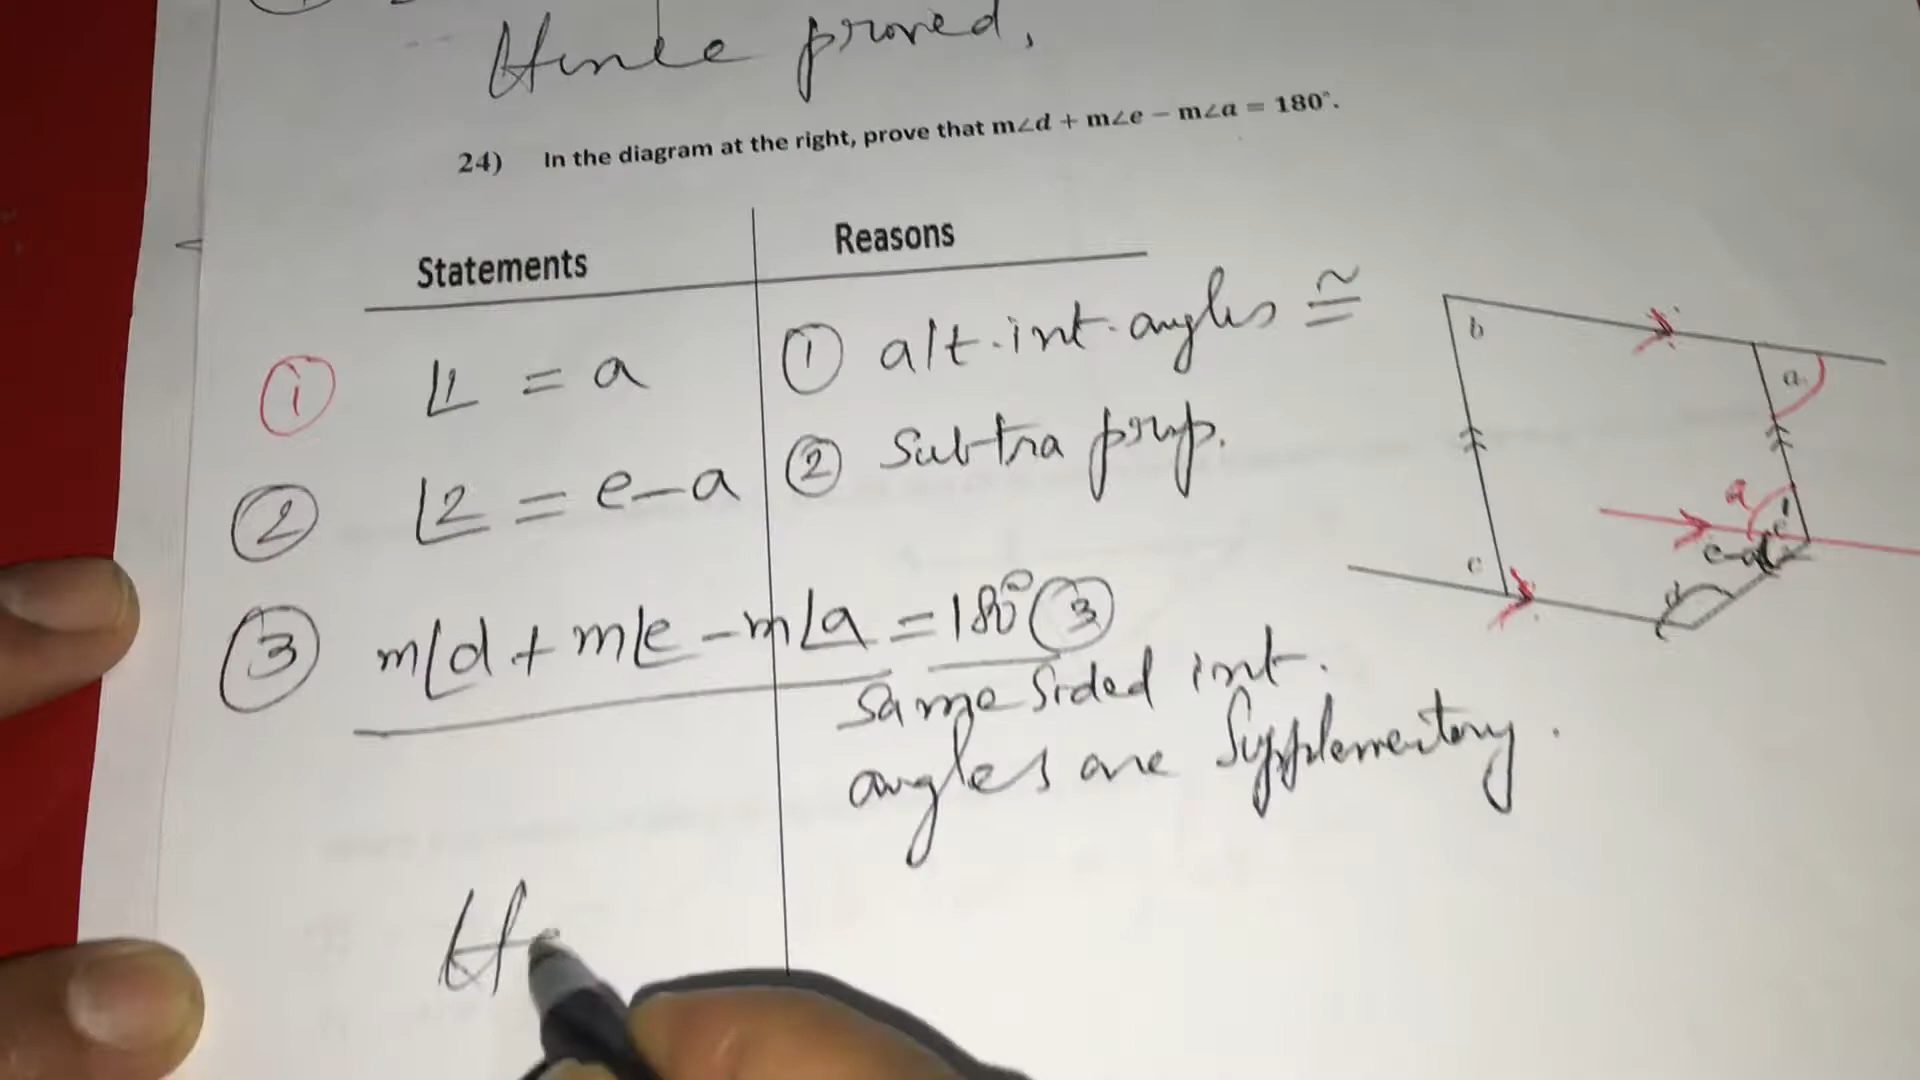 Hence proved,
24) In the diagram at the right, prove that m∠d + m∠e − m∠a = 180°.
Statements Reasons
① ∠1 = a ① alt. int. angles ≅
② ∠2 = e-a ② Subtra prop.
③ m∠d + m∠e - m∠a = 180° ③
Same sided int.
angles are Supplementary.
H
b
a
a 1
e
e-a
c
d